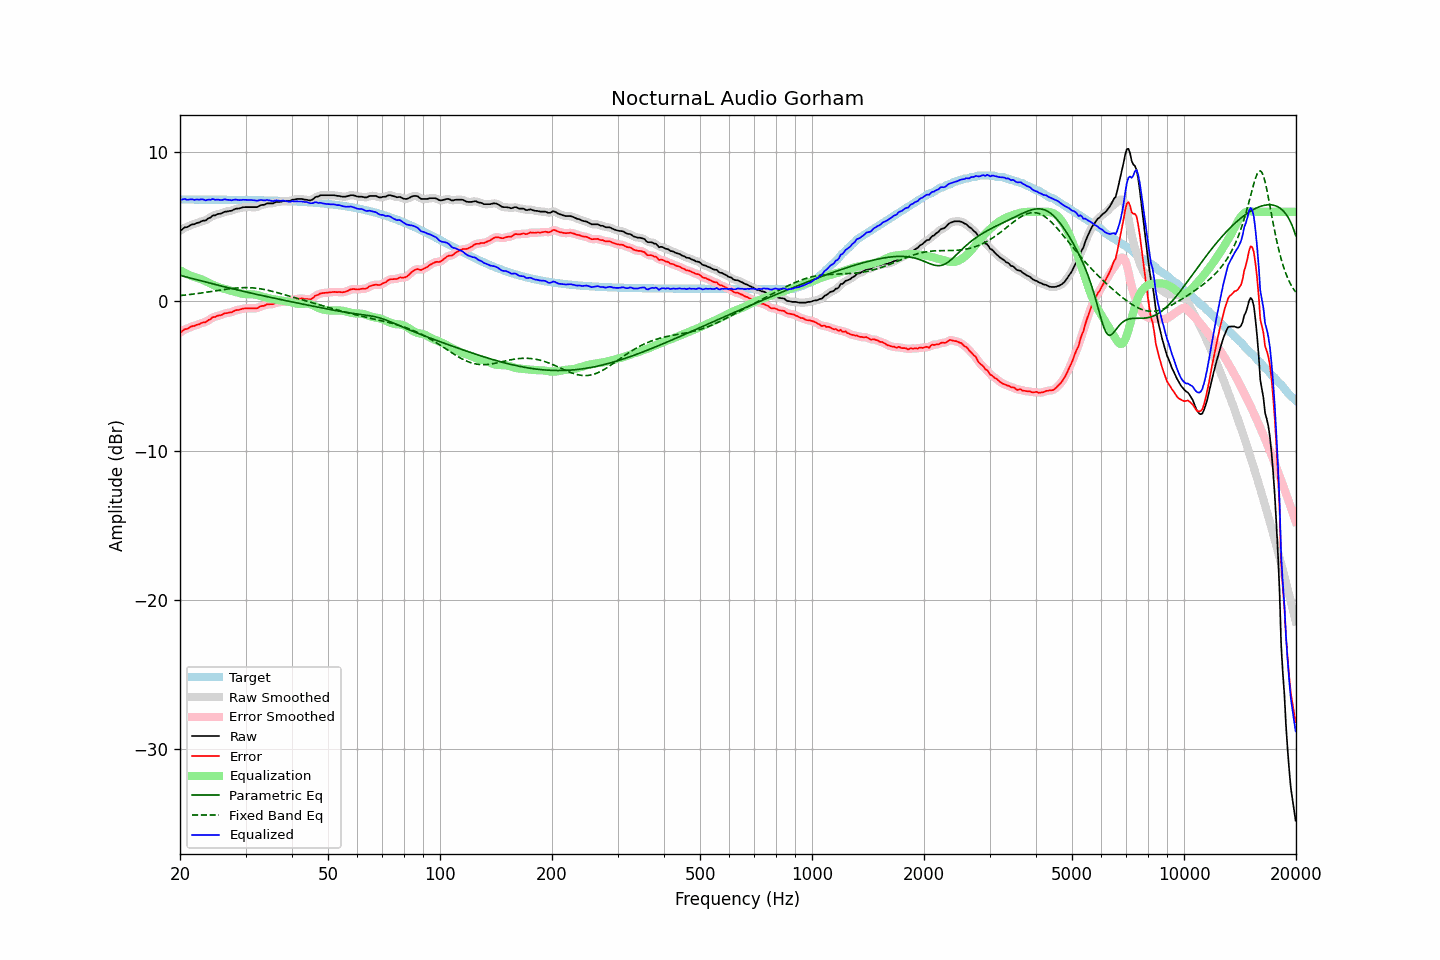 NocturnaL Audio Gorham
Amplitude (dBr)
10
0
−10
−20
−30
Target
Raw Smoothed
Error Smoothed
Raw
Error
Equalization
Parametric Eq
Fixed Band Eq
Equalized
20
50
100
200
500
1000
2000
5000
10000
20000
Frequency (Hz)